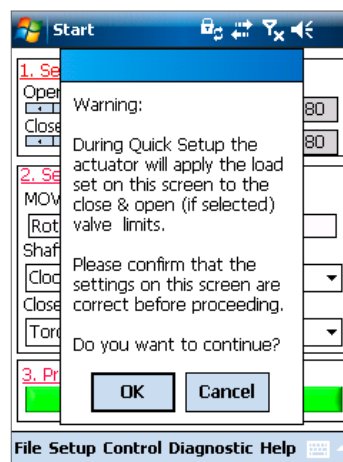 Start
1. Se
Oper
80
Close
80
Warning:
During Quick Setup the
actuator will apply the load
set on this screen to the
close & open (if selected)
valve limits.
Please confirm that the
settings on this screen are
correct before proceeding.
Do you want to continue?
OK Cancel
2. Se
MOV
Rot
Shaf
Cloc
Close
Torc
3. Pr
File Setup Control Diagnostic Help